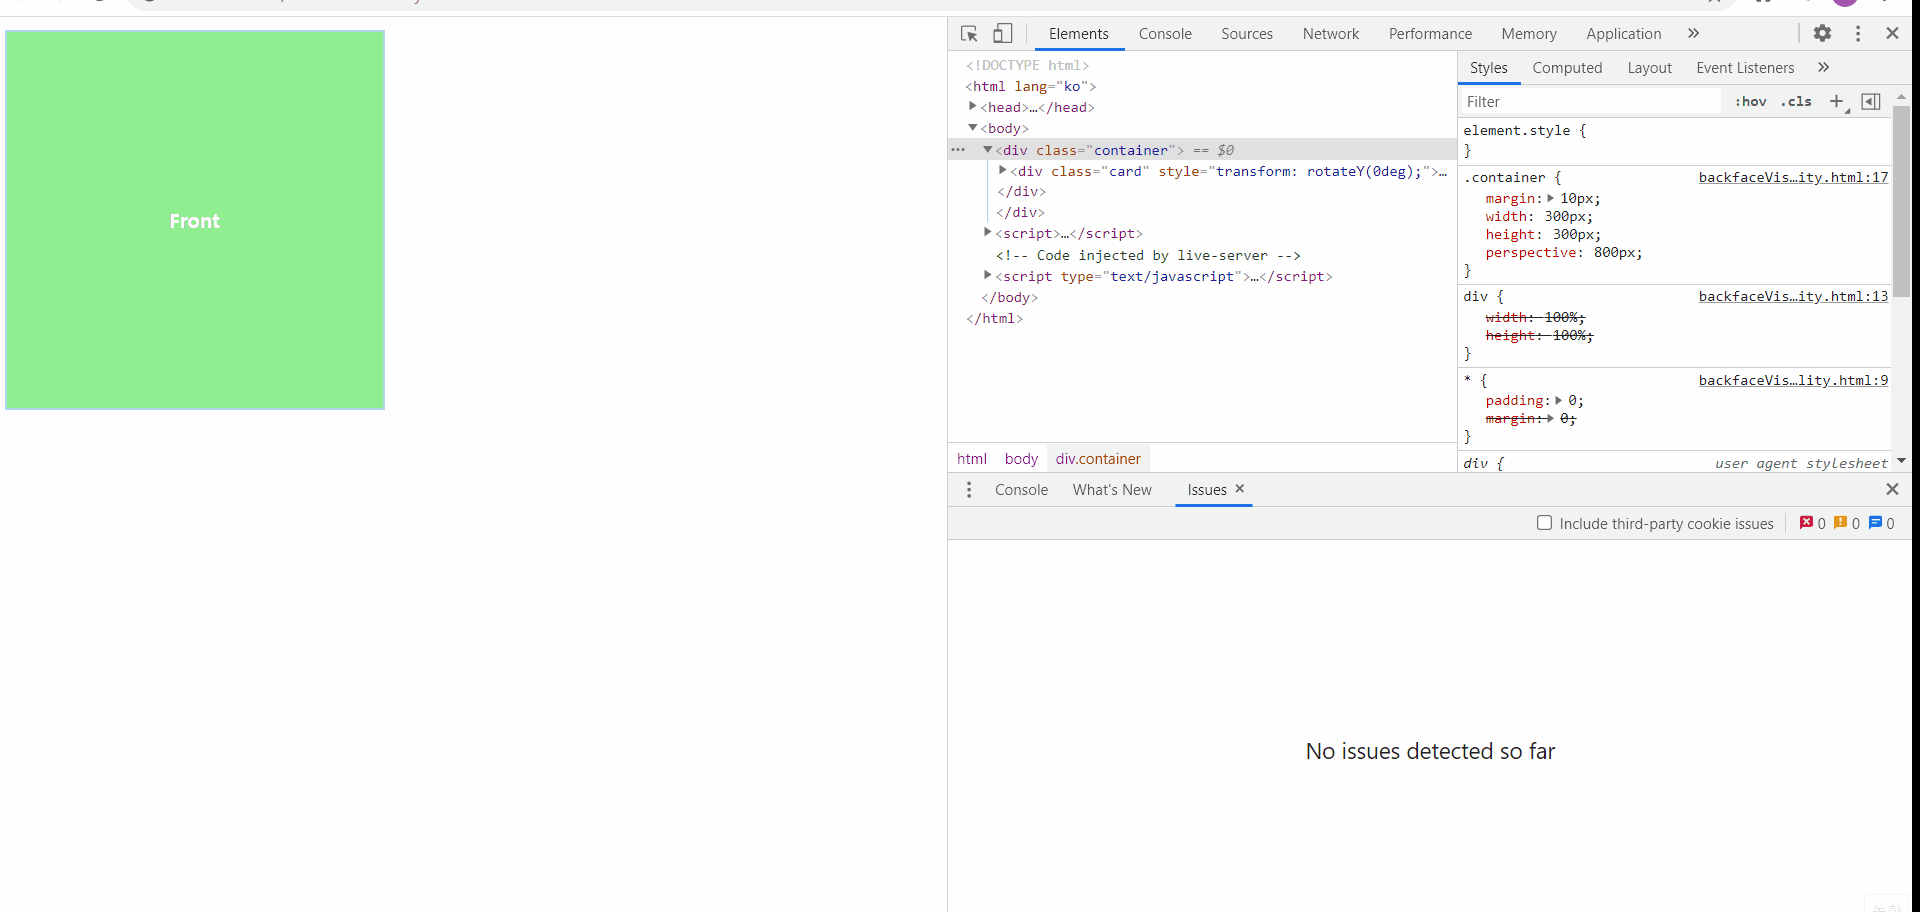 Front
Elements Console Sources Network Performance Memory Application »
<!DOCTYPE html>
<html lang="ko">
<head>…</head>
<body>
··· <div class="container"> == $0
<div class="card" style="transform: rotateY(0deg);">…
</div>
</div>
<script>…</script>
<!-- Code injected by live-server -->
<script type="text/javascript">…</script>
</body>
</html>
html body div.container
Styles Computed Layout Event Listeners »
Filter :hov .cls +
element.style {
}
.container { backfaceVis…ity.html:17
margin: 10px;
width: 300px;
height: 300px;
perspective: 800px;
}
div { backfaceVis…ity.html:13
width: 100%;
height: 100%;
}
* { backfaceVis…lity.html:9
padding: 0;
margin: 0;
}
div { user agent stylesheet
Console What's New Issues ×
Include third-party cookie issues 0 0 0
No issues detected so far